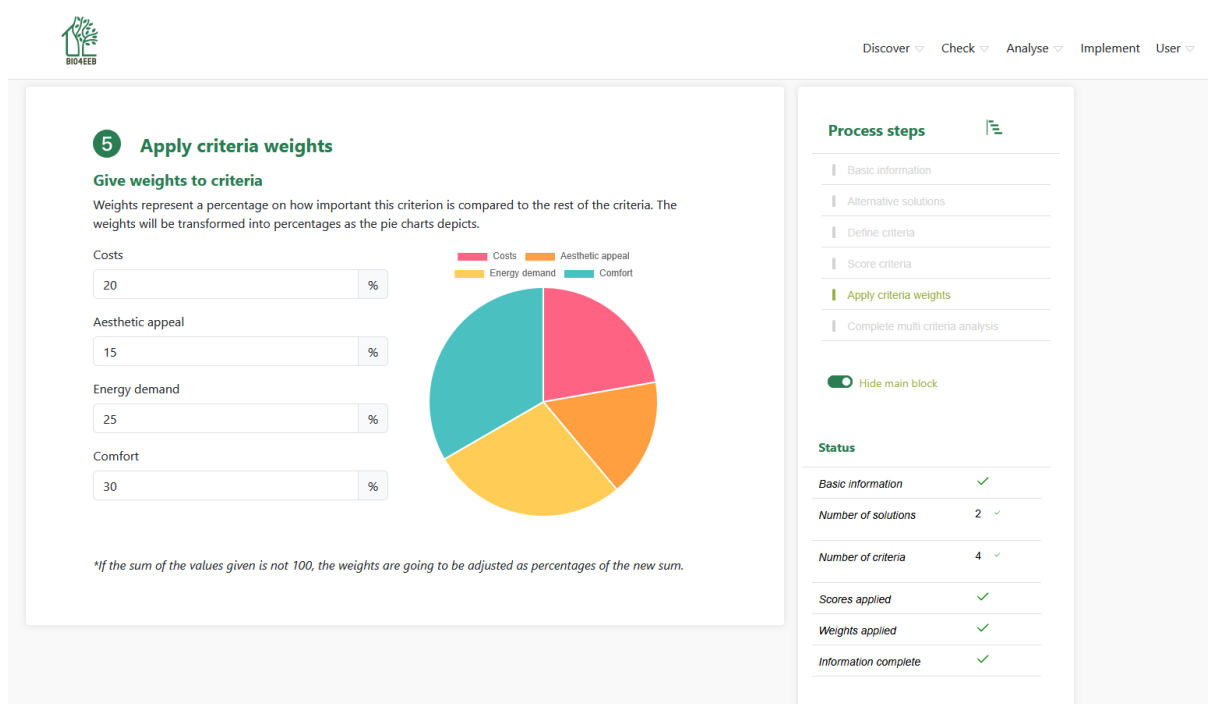 BIO4EEB
Discover
Check
Analyse
Implement
User
5 Apply criteria weights
Give weights to criteria
Weights represent a percentage on how important this criterion is compared to the rest of the criteria. The
weights will be transformed into percentages as the pie charts depicts.
Costs
20 %
Aesthetic appeal
15 %
Energy demand
25 %
Comfort
30 %
Costs Aesthetic appeal
Energy demand Comfort
*If the sum of the values given is not 100, the weights are going to be adjusted as percentages of the new sum.
Process steps
Basic information
Alternative solutions
Define criteria
Score criteria
Apply criteria weights
Complete multi criteria analysis
Hide main block
Status
Basic information
Number of solutions 2
Number of criteria 4
Scores applied
Weights applied
Information complete